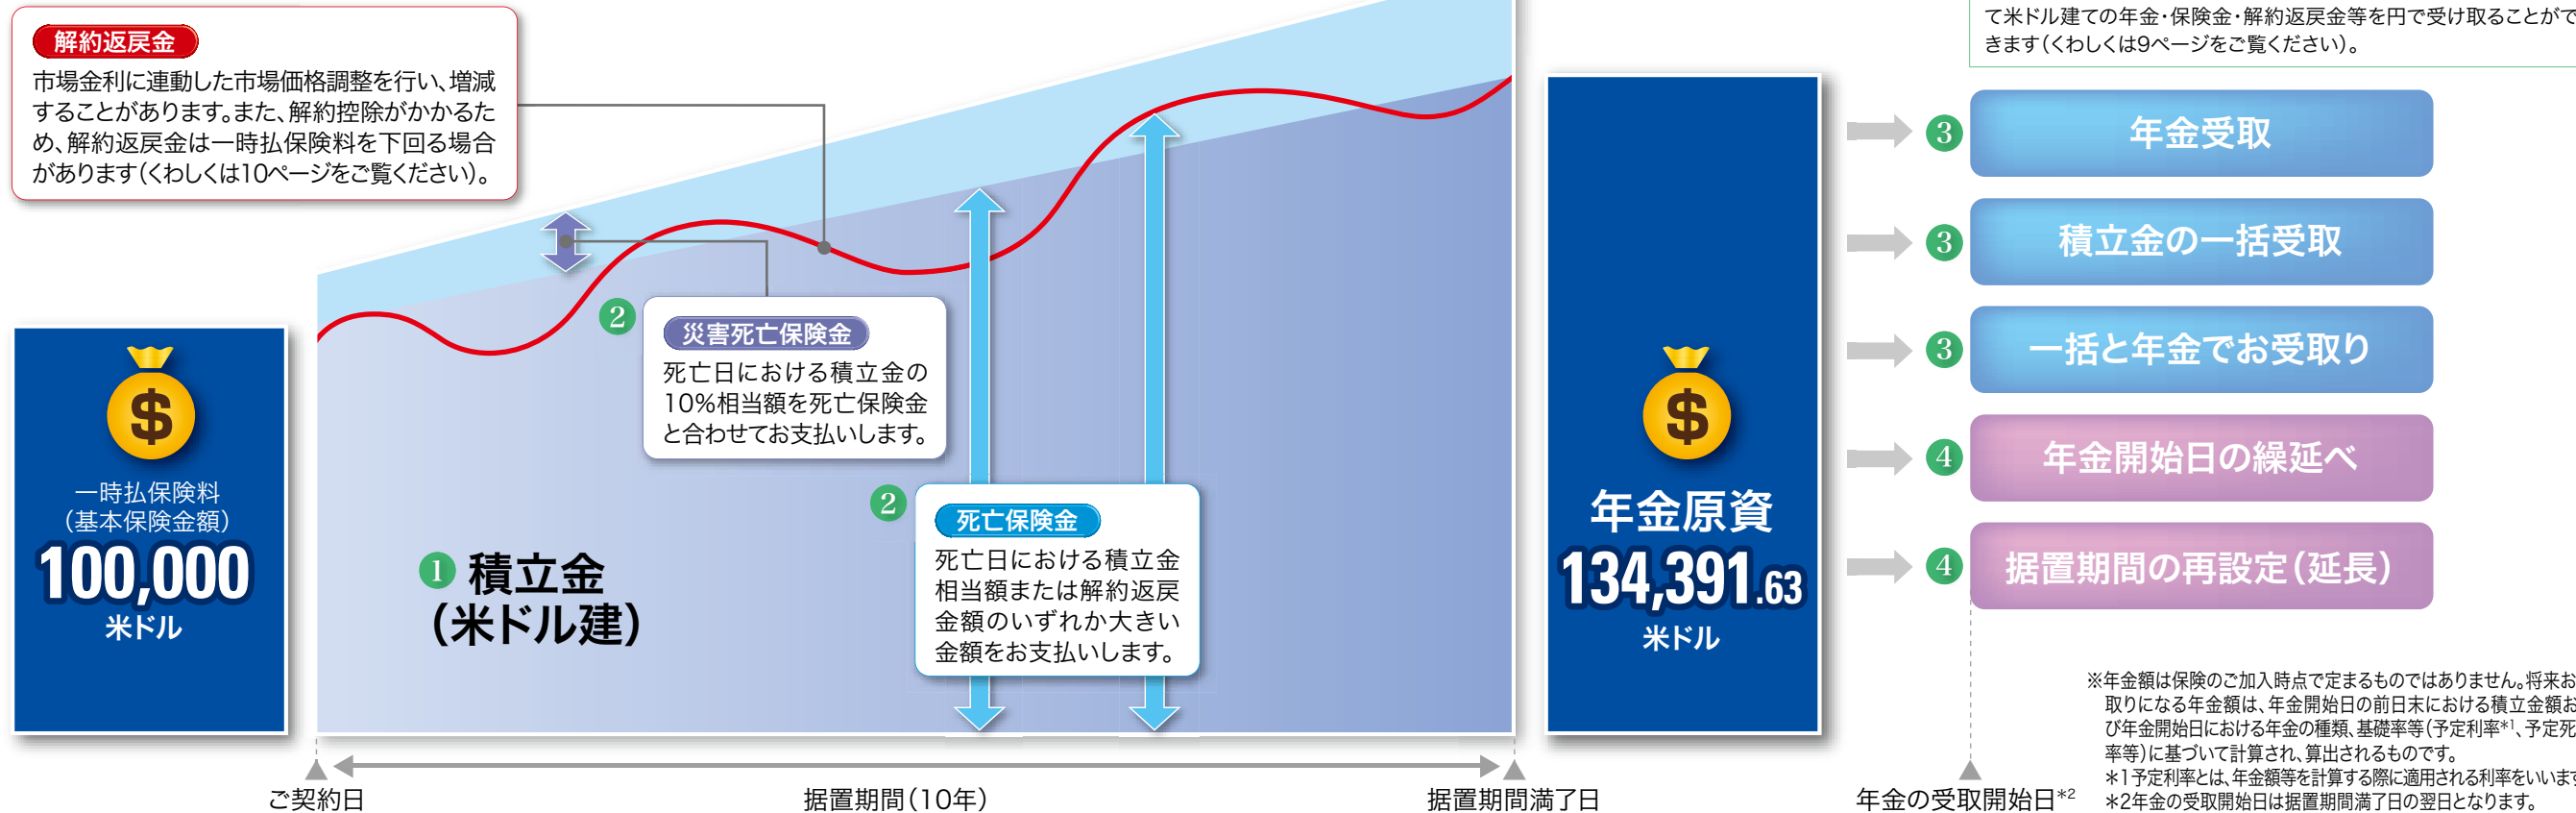 て米ドル建ての年金・保険金・解約返戻金等を円で受け取ることがで
きます(くわしくは9ページをご覧ください)。
解約返戻金
市場金利に連動した市場価格調整を行い、増減
することがあります。また、解約控除がかかるた
め、解約返戻金は一時払保険料を下回る場合
があります(くわしくは10ページをご覧ください)。
2
災害死亡保険金
死亡日における積立金の
10%相当額を死亡保険金
と合わせてお支払いします。
2
死亡保険金
死亡日における積立金
相当額または解約返戻
金額のいずれか大きい
金額をお支払いします。
$
一時払保険料
(基本保険金額)
100,000
米ドル
1 積立金
(米ドル建)
$
年金原資
134,391.63
米ドル
3 年金受取
3 積立金の一括受取
3 一括と年金でお受取り
4 年金開始日の繰延べ
4 据置期間の再設定(延長)
ご契約日
据置期間(10年)
据置期間満了日
年金の受取開始日*2
※年金額は保険のご加入時点で定まるものではありません。将来お
取りになる年金額は、年金開始日の前日末における積立金額お
び年金開始日における年金の種類、基礎率等(予定利率*1、予定死
率等)に基づいて計算され、算出されるものです。
*1予定利率とは、年金額等を計算する際に適用される利率をいいます
*2年金の受取開始日は据置期間満了日の翌日となります。